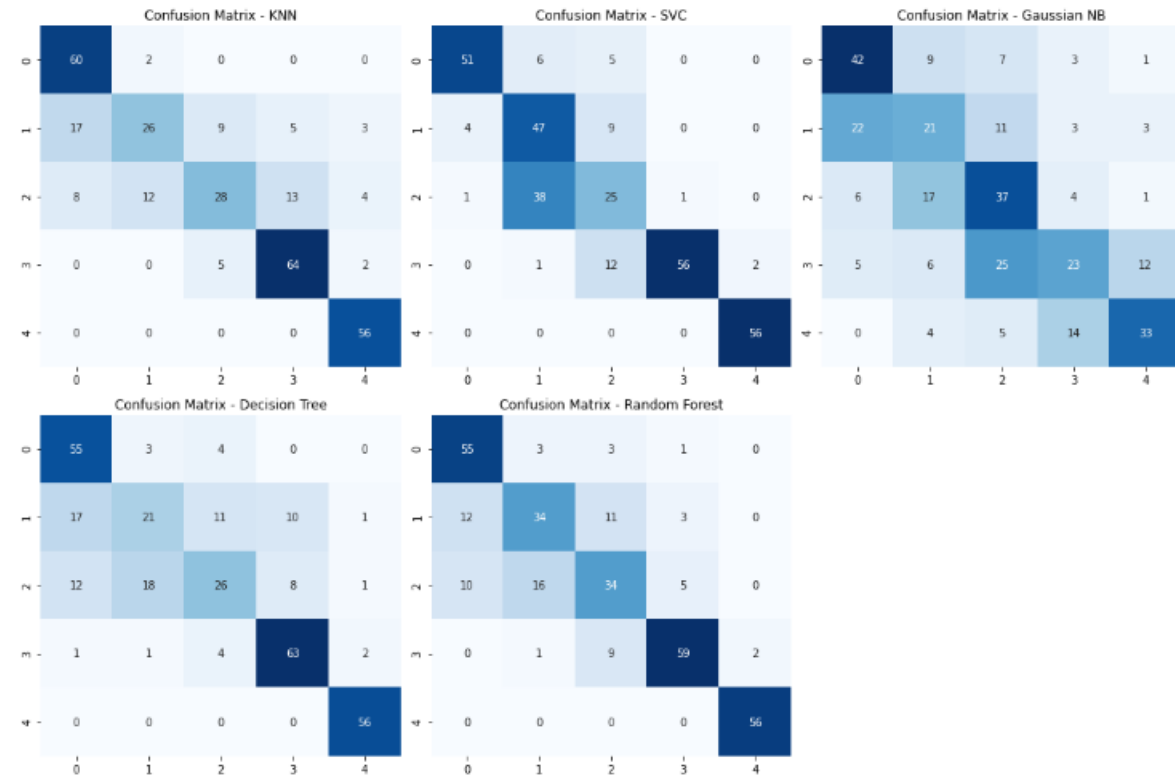 Confusion Matrix - KNN
0 60 2 0 0 0
1 17 26 9 5 3
2 8 12 28 13 4
3 0 0 5 64 2
4 0 0 0 0 56
0 1 2 3 4
Confusion Matrix - SVC
0 51 6 5 0 0
1 4 47 9 0 0
2 1 38 25 1 0
3 0 1 12 56 2
4 0 0 0 0 56
0 1 2 3 4
Confusion Matrix - Gaussian NB
0 42 9 7 3 1
1 22 21 11 3 3
2 6 17 37 4 1
3 5 6 25 23 12
4 0 4 5 14 33
0 1 2 3 4
Confusion Matrix - Decision Tree
0 55 3 4 0 0
1 17 21 11 10 1
2 12 18 26 8 1
3 1 1 4 63 2
4 0 0 0 0 56
0 1 2 3 4
Confusion Matrix - Random Forest
0 55 3 3 1 0
1 12 34 11 3 0
2 10 16 34 5 0
3 0 1 9 59 2
4 0 0 0 0 56
0 1 2 3 4